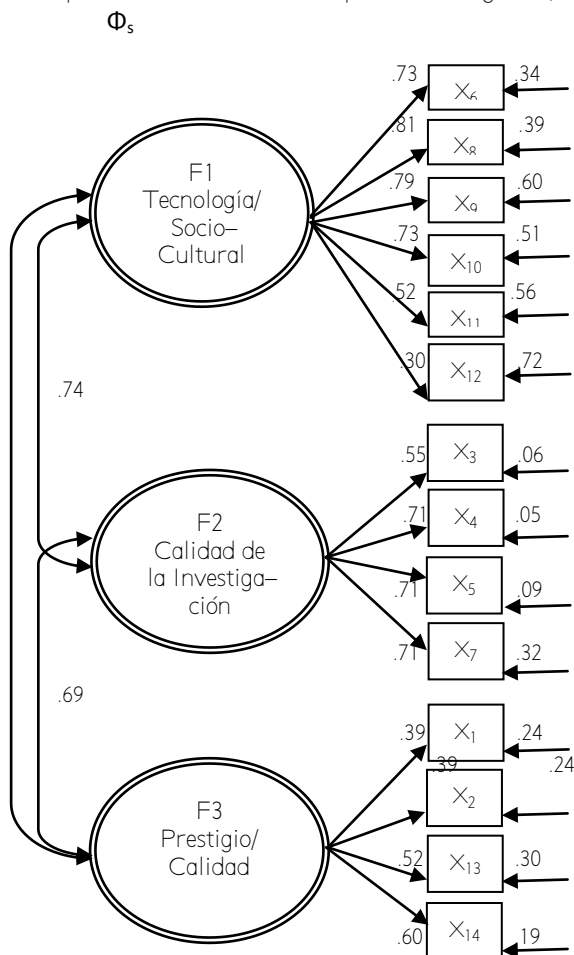 Φs
.73 X6 .34
.81 X8 .39
.79 X9 .60
.73 X10 .51
.52 X11 .56
.30 X12 .72
F1
Tecnología/
Socio–
Cultural
.74
.55 X3 .06
.71 X4 .05
.71 X5 .09
.71 X7 .32
F2
Calidad de
la Investiga–
ción
.69
.39 X1 .24
.39 X2 .24
.52 X13 .30
.60 X14 .19
F3
Prestigio/
Calidad